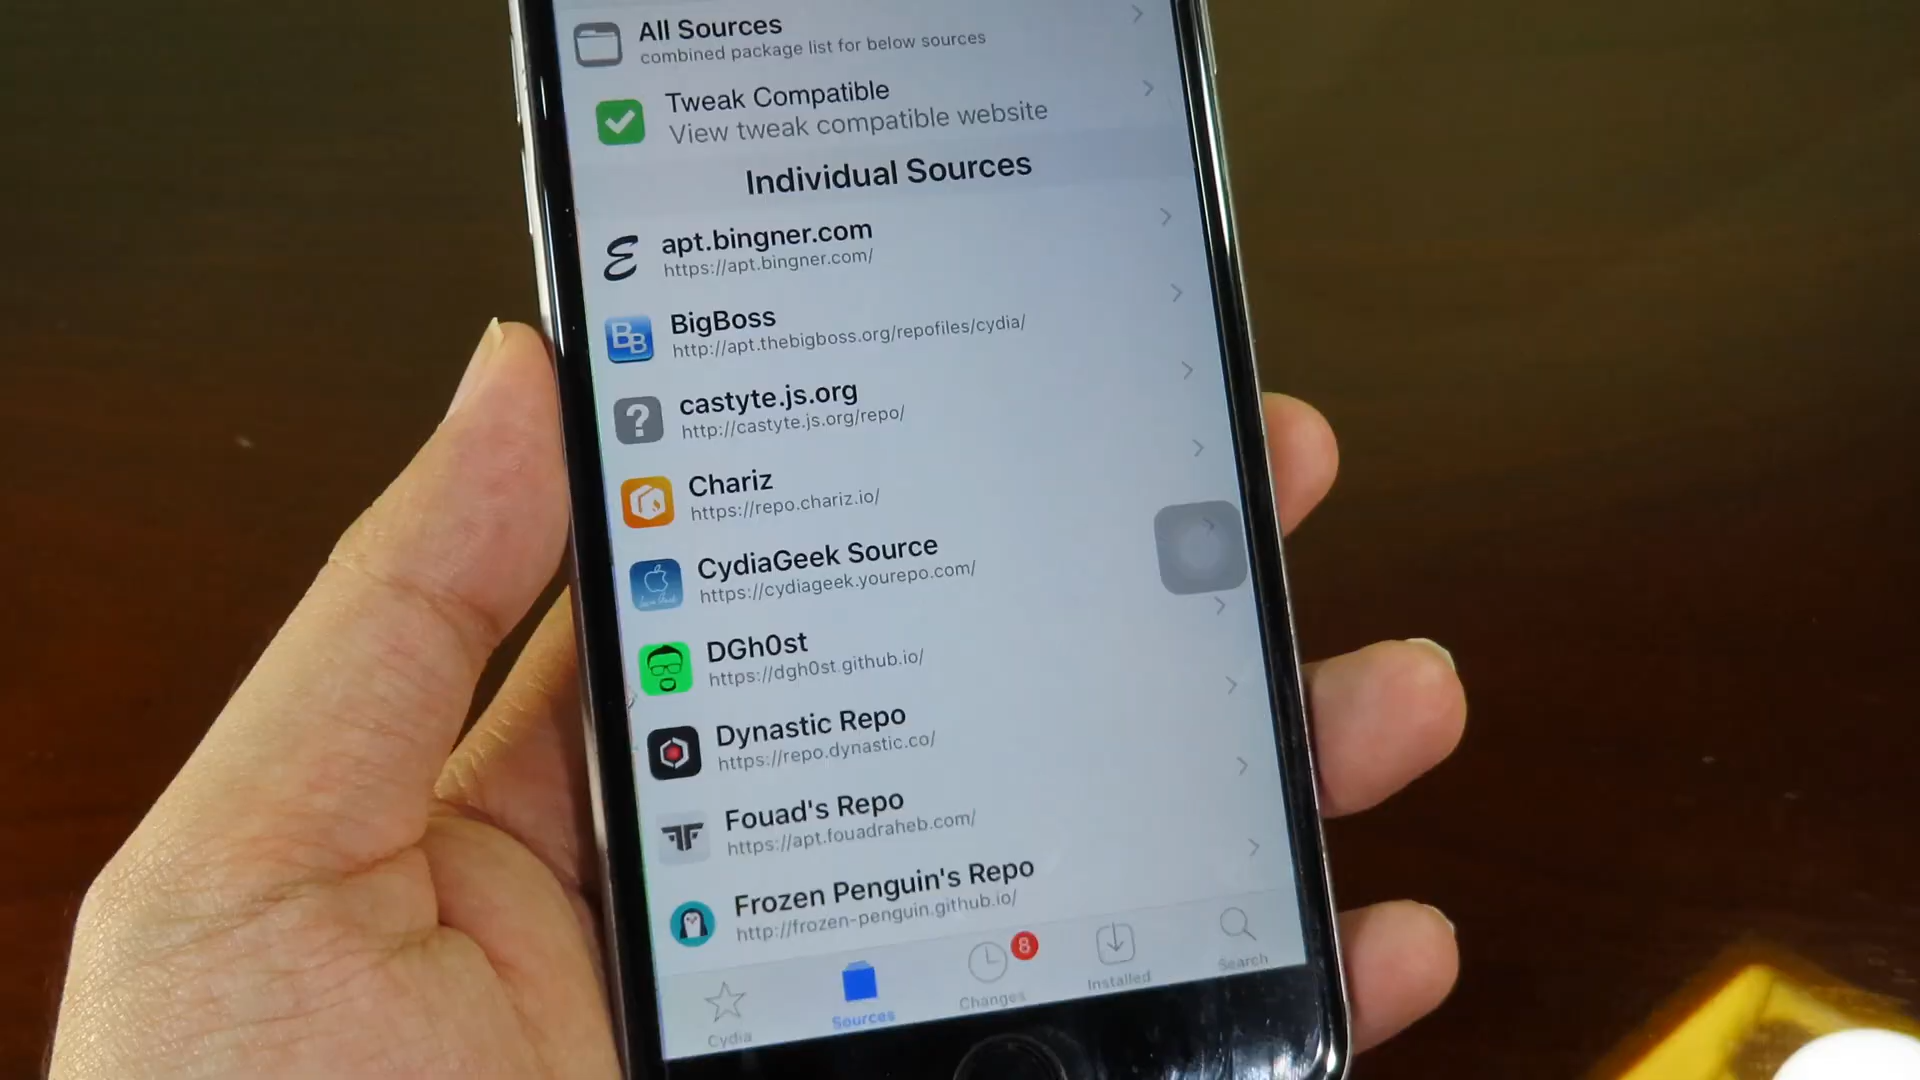 All Sources
combined package list for below sources
Tweak Compatible
View tweak compatible website
Individual Sources
apt.bingner.com
https://apt.bingner.com/
BigBoss
http://apt.thebigboss.org/repofiles/cydia/
castyte.js.org
http://castyte.js.org/repo/
Chariz
https://repo.chariz.io/
CydiaGeek Source
https://cydiageek.yourepo.com/
DGh0st
https://dgh0st.github.io/
Dynastic Repo
https://repo.dynastic.co/
Fouad's Repo
https://apt.fouadraheb.com/
Frozen Penguin's Repo
http://frozen-penguin.github.io/
Cydia
Sources
Changes
8
Installed
Search